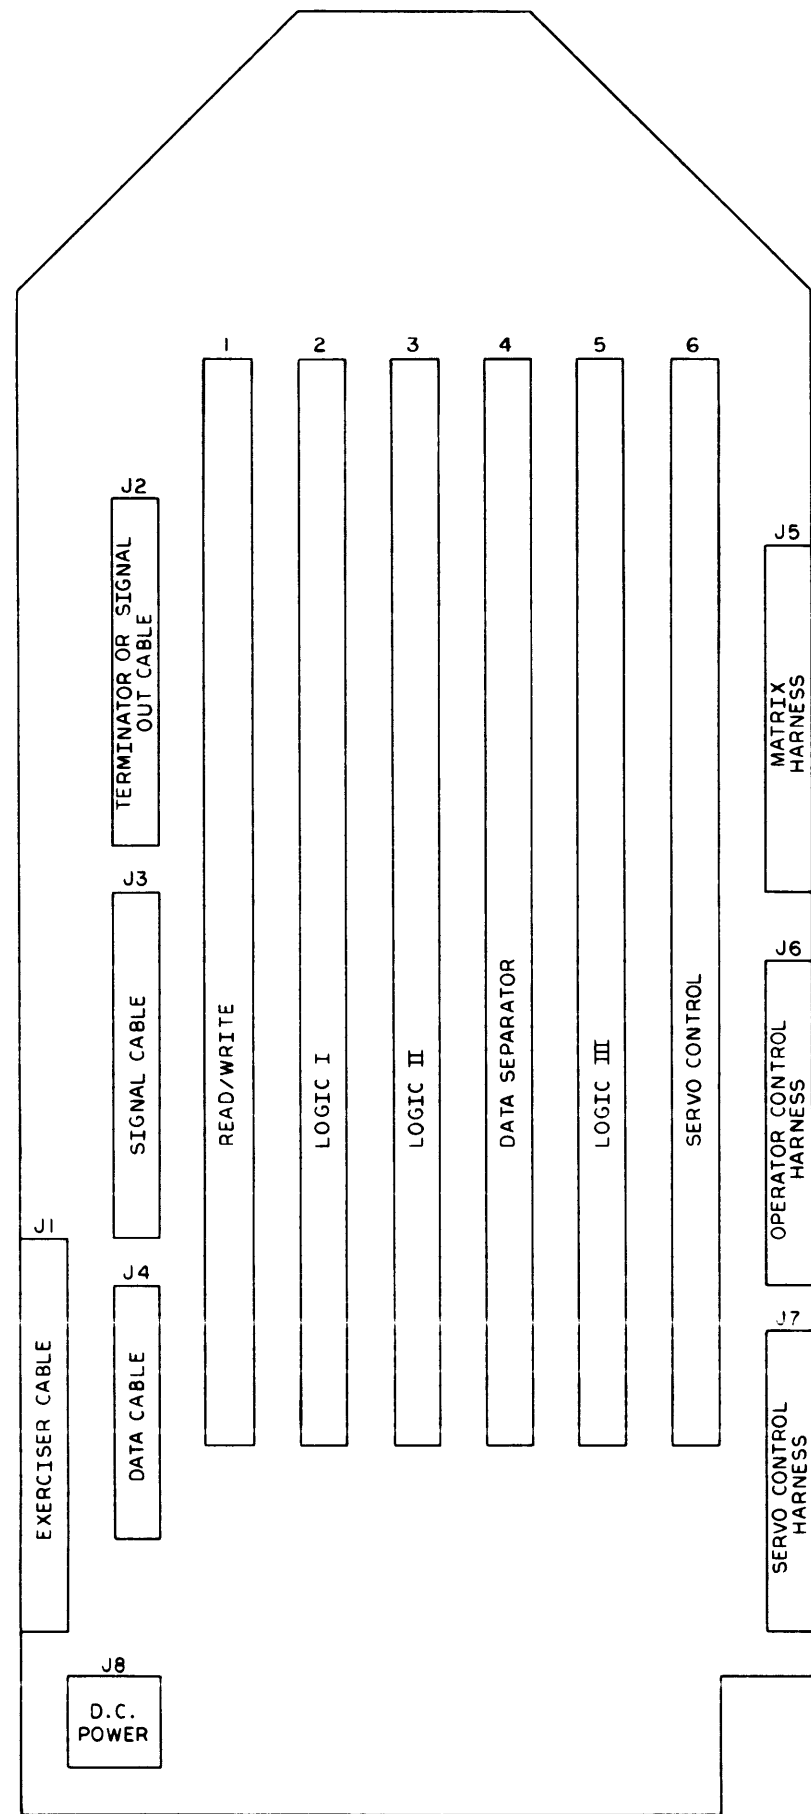 1
2
3
4
5
6
READ/WRITE
LOGIC I
LOGIC II
DATA SEPARATOR
LOGIC III
SERVO CONTROL
J2
TERMINATOR OR SIGNAL
OUT CABLE
J3
SIGNAL CABLE
J1
EXERCISER CABLE
J4
DATA CABLE
J8
D.C.
POWER
J5
MATRIX
HARNESS
J6
OPERATOR CONTROL
HARNESS
J7
SERVO CONTROL
HARNESS